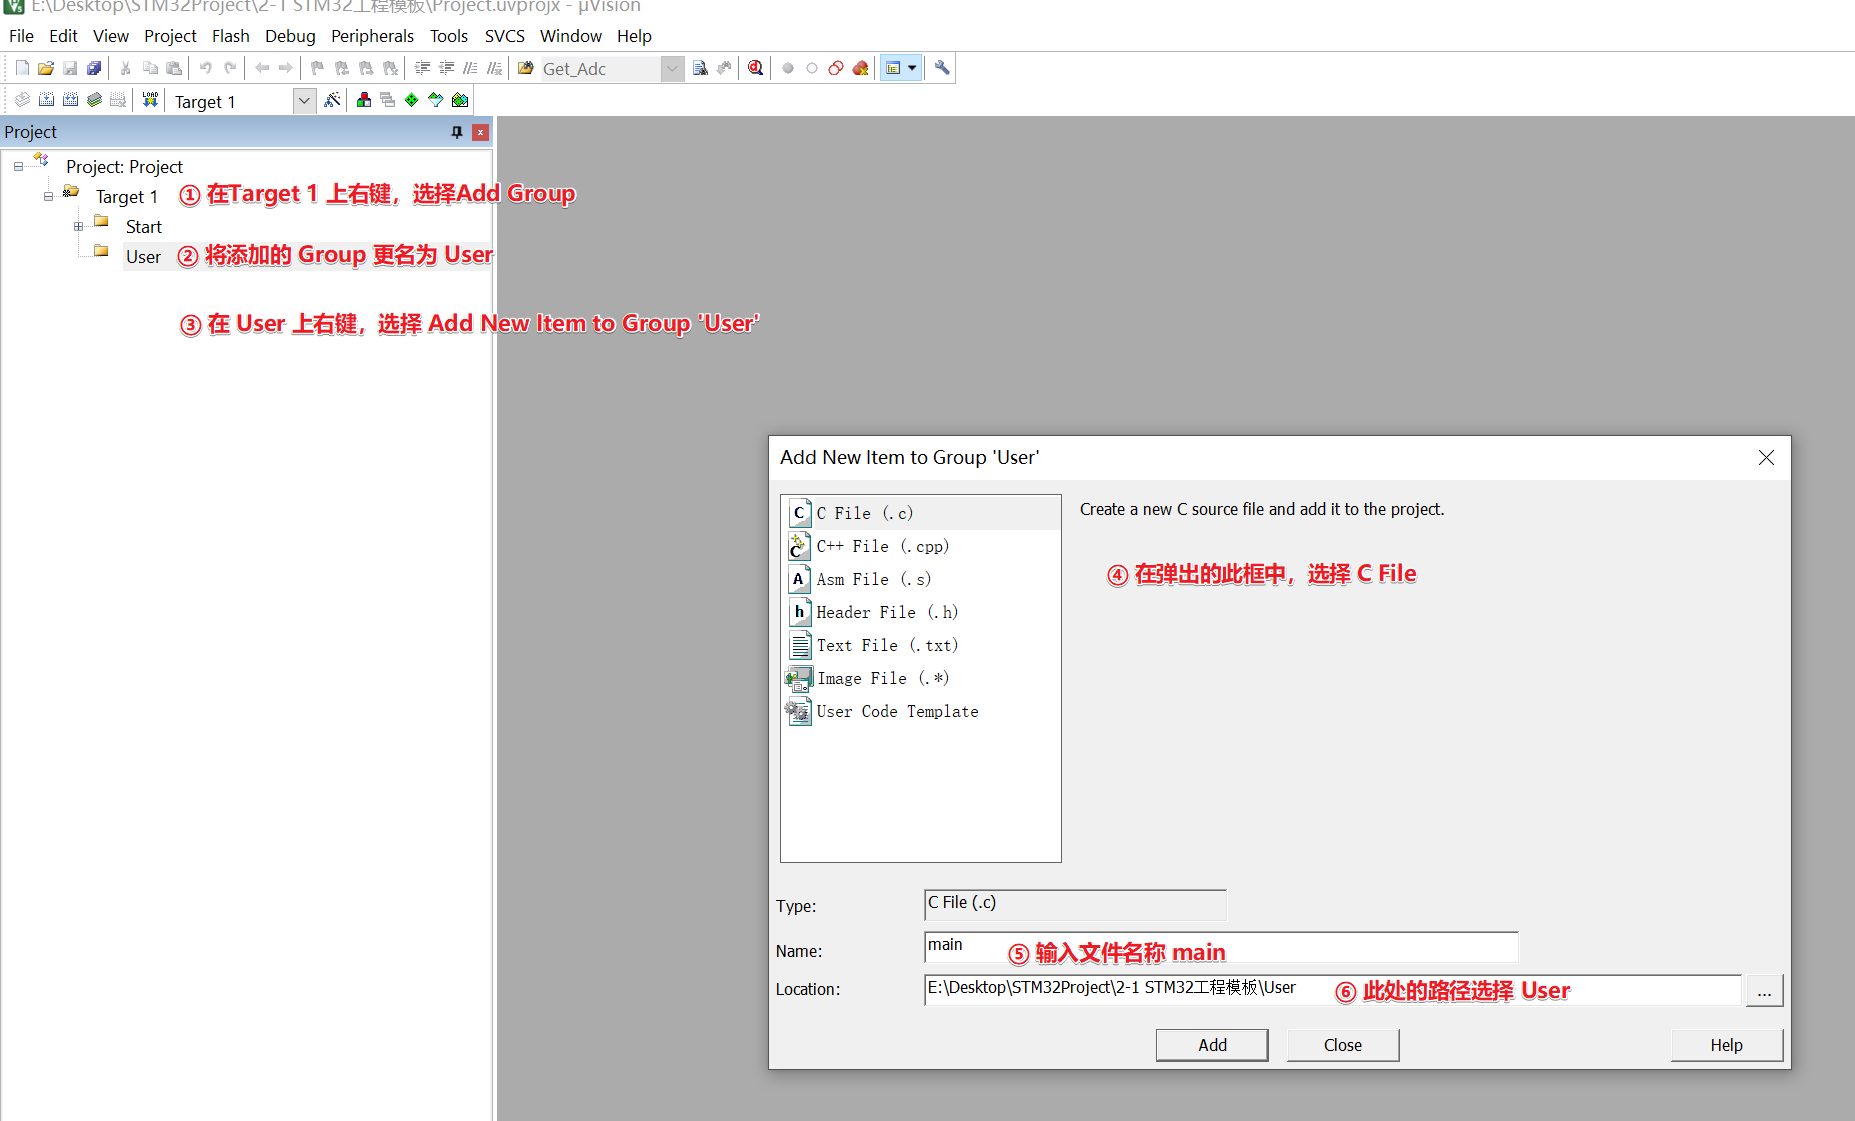 E:\Desktop\STM32Project\2-1 STM32工程模板\Project.uvprojx - µVision
File Edit View Project Flash Debug Peripherals Tools SVCS Window Help
Get_Adc
LOAD Target 1
Project
Project: Project
Target 1 ① 在Target 1 上右键，选择Add Group
Start
User ② 将添加的 Group 更名为 User
③ 在 User 上右键，选择 Add New Item to Group 'User'
Add New Item to Group 'User'
C File (.c)
Create a new C source file and add it to the project.
C++ File (.cpp)
④ 在弹出的此框中，选择 C File
Asm File (.s)
Header File (.h)
Text File (.txt)
Image File (.*)
User Code Template
Type: C File (.c)
Name: main ⑤ 输入文件名称 main
Location: E:\Desktop\STM32Project\2-1 STM32工程模板\User ⑥ 此处的路径选择 User ...
Add Close Help